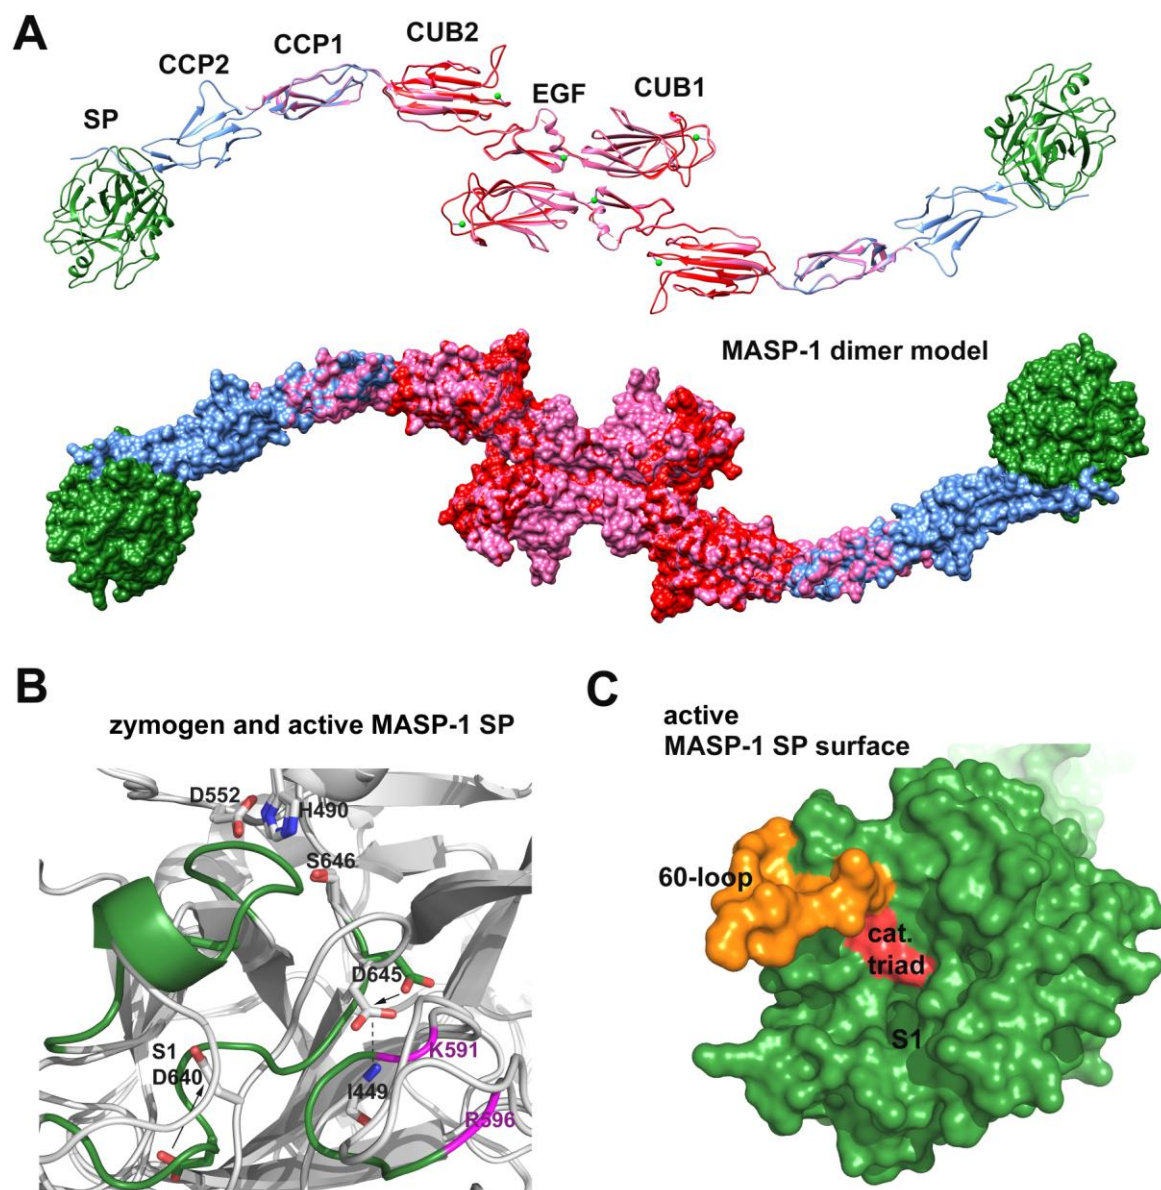 A
SP
CCP2
CCP1
CUB2
EGF
CUB1
MASP-1 dimer model
B
zymogen and active MASP-1 SP
D552
H490
S646
D645
K591
S1
D640
I449
R596
C
active
MASP-1 SP surface
60-loop
cat.
triad
S1